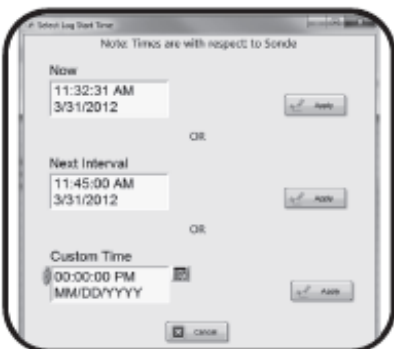 Select Log Start Time
Note: Times are with respect to Sonde
Now
11:32:31 AM
3/31/2012
Apply
OR
Next Interval
11:45:00 AM
3/31/2012
Apply
OR
Custom Time
00:00:00 PM
MM/DD/YYYY
Apply
Cancel